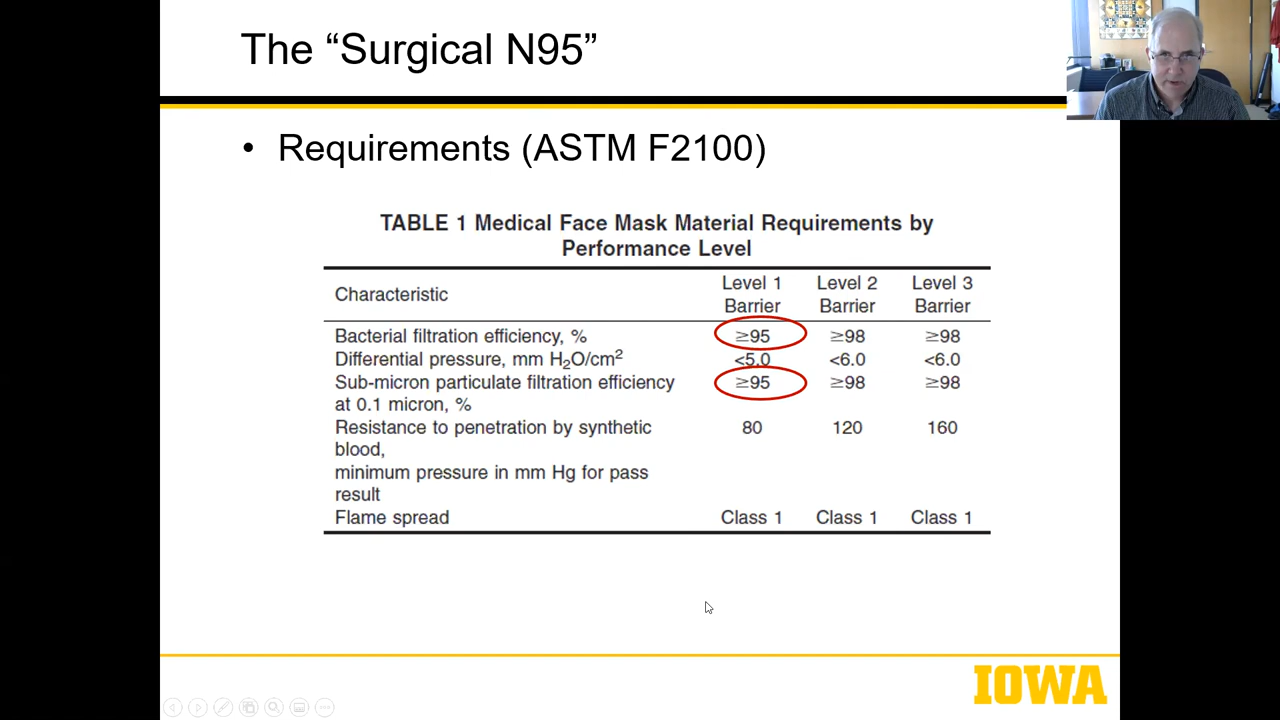 The “Surgical N95”
• Requirements (ASTM F2100)
TABLE 1 Medical Face Mask Material Requirements by
Performance Level
Characteristic Level 1 Barrier Level 2 Barrier Level 3 Barrier
Bacterial filtration efficiency, % ≥95 ≥98 ≥98
Differential pressure, mm H₂O/cm² <5.0 <6.0 <6.0
Sub-micron particulate filtration efficiency ≥95 ≥98 ≥98
at 0.1 micron, %
Resistance to penetration by synthetic 80 120 160
blood,
minimum pressure in mm Hg for pass
result
Flame spread Class 1 Class 1 Class 1
IOWA